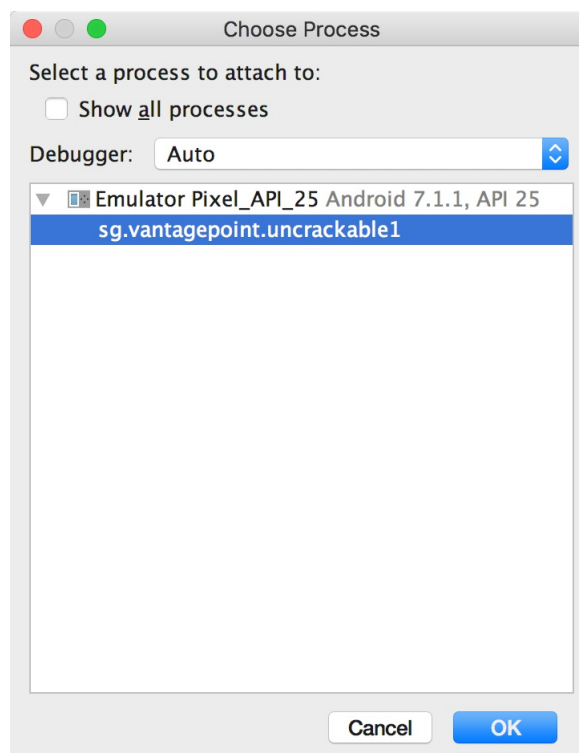 Choose Process
Select a process to attach to:
Show all processes
Debugger: Auto
Emulator Pixel_API_25 Android 7.1.1, API 25
sg.vantagepoint.uncrackable1
Cancel OK